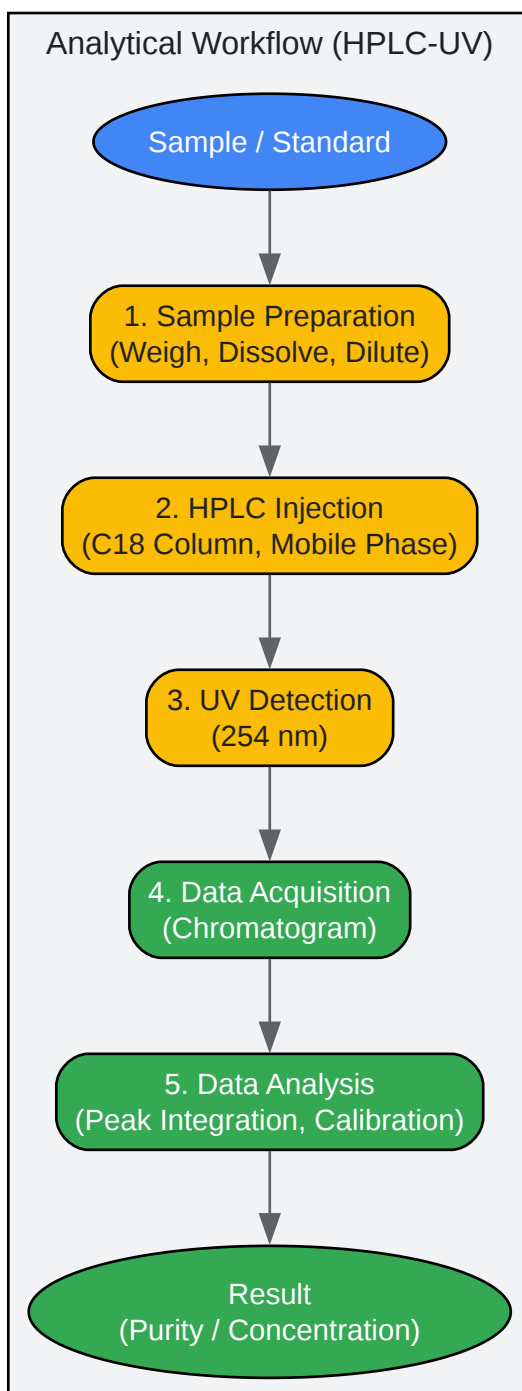 Analytical Workflow (HPLC-UV)
Sample / Standard
1. Sample Preparation
(Weigh, Dissolve, Dilute)
2. HPLC Injection
(C18 Column, Mobile Phase)
3. UV Detection
(254 nm)
4. Data Acquisition
(Chromatogram)
5. Data Analysis
(Peak Integration, Calibration)
Result
(Purity / Concentration)